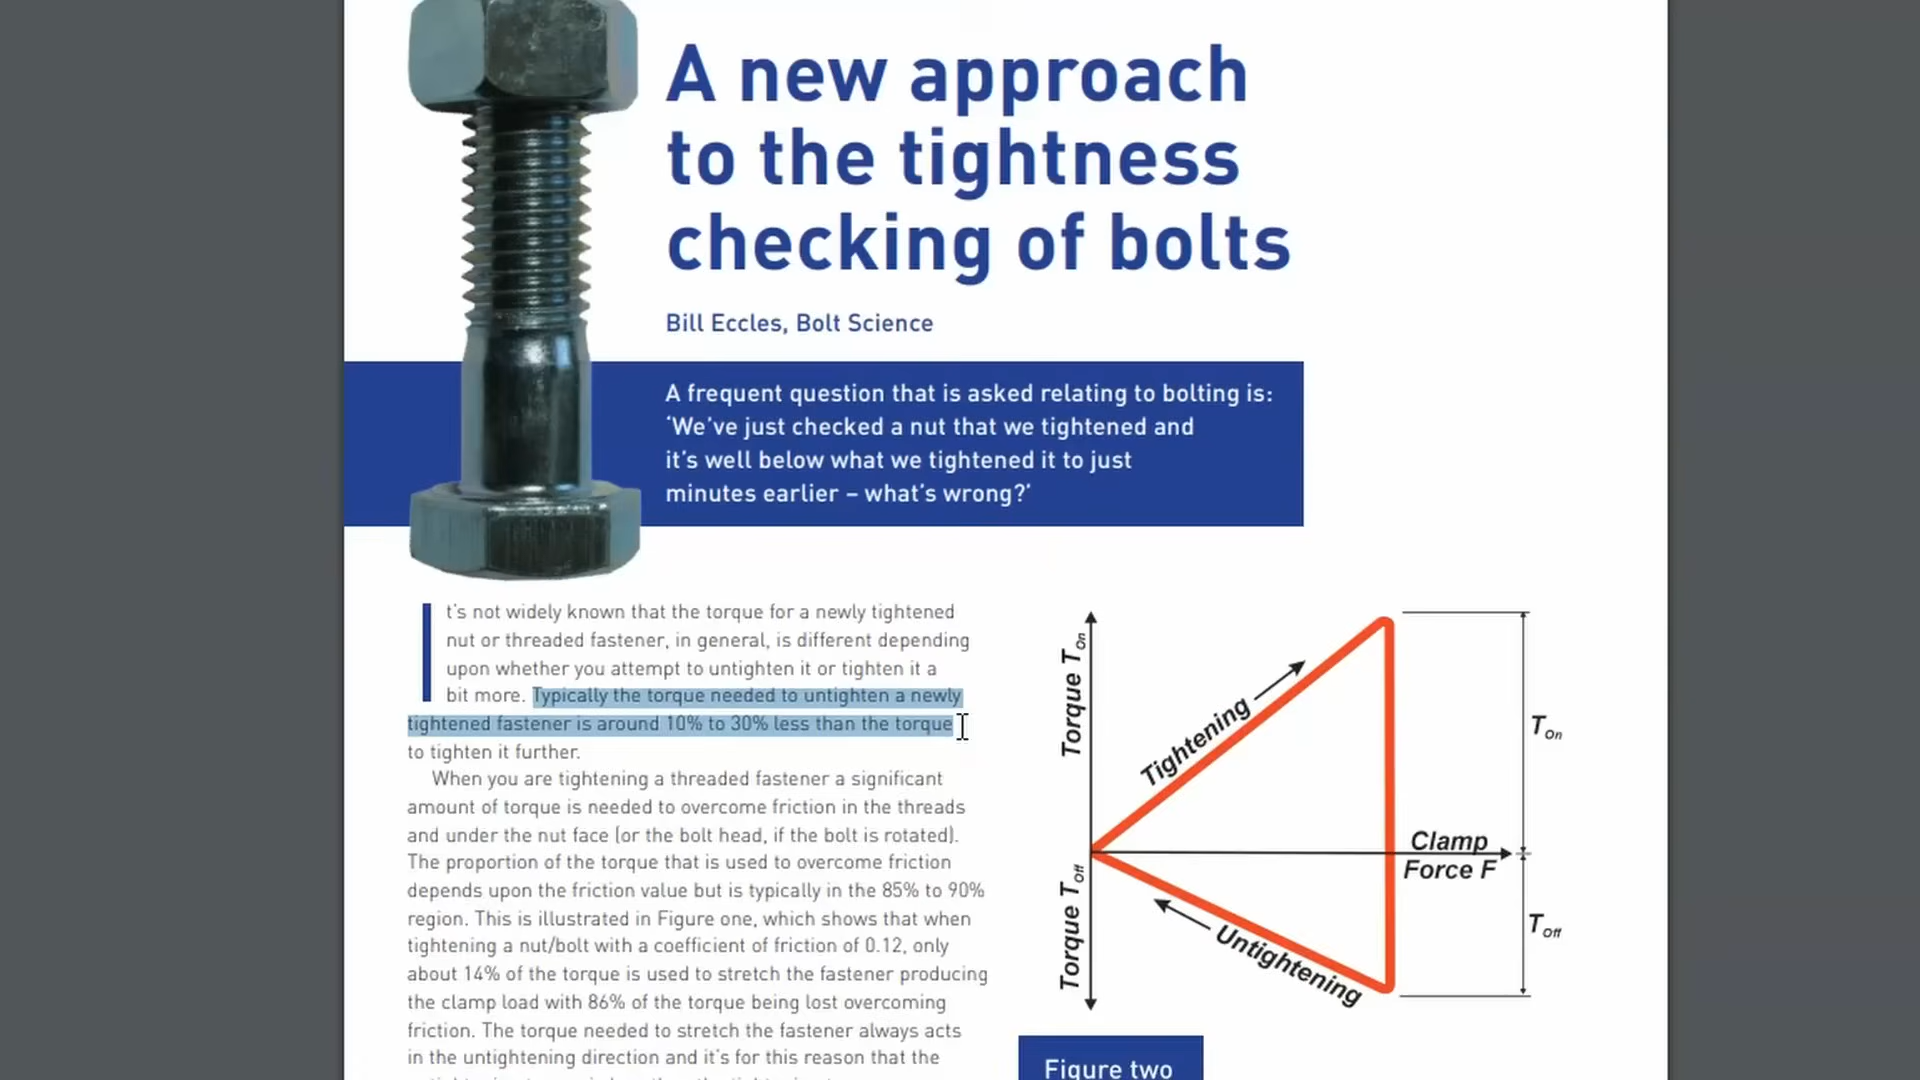 A new approach
to the tightness
checking of bolts
Bill Eccles, Bolt Science
A frequent question that is asked relating to bolting is:
‘We’ve just checked a nut that we tightened and
it’s well below what we tightened it to just
minutes earlier – what’s wrong?’
It’s not widely known that the torque for a newly tightened
nut or threaded fastener, in general, is different depending
upon whether you attempt to untighten it or tighten it a
bit more. Typically the torque needed to untighten a newly
tightened fastener is around 10% to 30% less than the torque
to tighten it further.
When you are tightening a threaded fastener a significant
amount of torque is needed to overcome friction in the threads
and under the nut face (or the bolt head, if the bolt is rotated).
The proportion of the torque that is used to overcome friction
depends upon the friction value but is typically in the 85% to 90%
region. This is illustrated in Figure one, which shows that when
tightening a nut/bolt with a coefficient of friction of 0.12, only
about 14% of the torque is used to stretch the fastener producing
the clamp load with 86% of the torque being lost overcoming
friction. The torque needed to stretch the fastener always acts
in the untightening direction and it’s for this reason that the
Torque TOn
Tightening
TOn
Clamp
Force F
Torque TOff
Untightening
TOff
Figure two